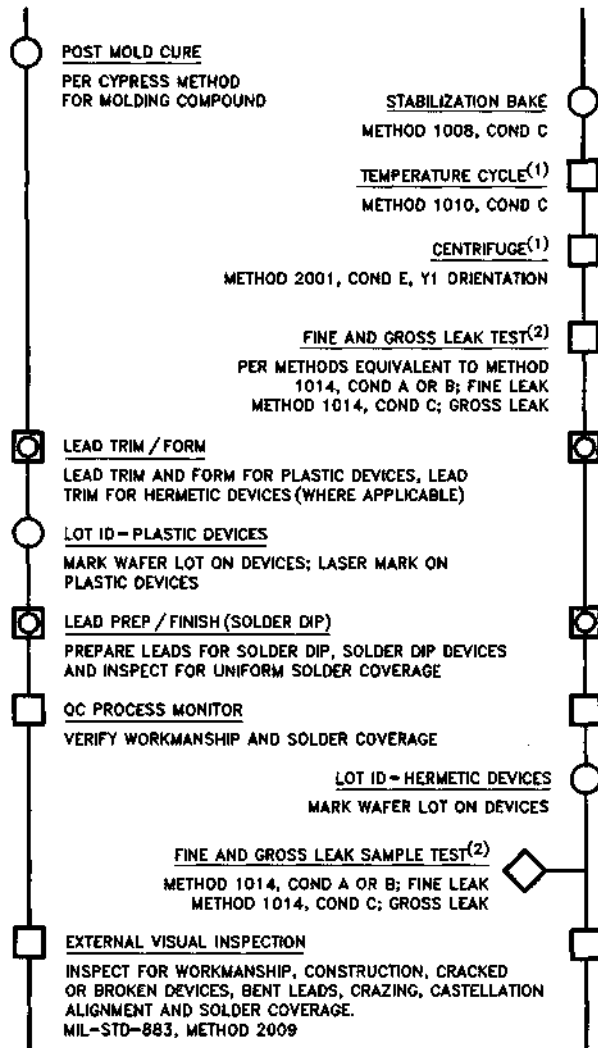 POST MOLD CURE
PER CYPRESS METHOD
FOR MOLDING COMPOUND
STABILIZATION BAKE
METHOD 1008, COND C
TEMPERATURE CYCLE(1)
METHOD 1010, COND C
CENTRIFUGE(1)
METHOD 2001, COND E, Y1 ORIENTATION
FINE AND GROSS LEAK TEST(2)
PER METHODS EQUIVALENT TO METHOD
1014, COND A OR B; FINE LEAK
METHOD 1014, COND C; GROSS LEAK
LEAD TRIM/FORM
LEAD TRIM AND FORM FOR PLASTIC DEVICES, LEAD
TRIM FOR HERMETIC DEVICES (WHERE APPLICABLE)
LOT ID-PLASTIC DEVICES
MARK WAFER LOT ON DEVICES; LASER MARK ON
PLASTIC DEVICES
LEAD PREP/FINISH (SOLDER DIP)
PREPARE LEADS FOR SOLDER DIP, SOLDER DIP DEVICES
AND INSPECT FOR UNIFORM SOLDER COVERAGE
QC PROCESS MONITOR
VERIFY WORKMANSHIP AND SOLDER COVERAGE
LOT ID-HERMETIC DEVICES
MARK WAFER LOT ON DEVICES
FINE AND GROSS LEAK SAMPLE TEST(2)
METHOD 1014, COND A OR B; FINE LEAK
METHOD 1014, COND C; GROSS LEAK
EXTERNAL VISUAL INSPECTION
INSPECT FOR WORKMANSHIP, CONSTRUCTION, CRACKED
OR BROKEN DEVICES, BENT LEADS, CRAZING, CASTELLATION
ALIGNMENT AND SOLDER COVERAGE.
MIL-STD-883, METHOD 2009